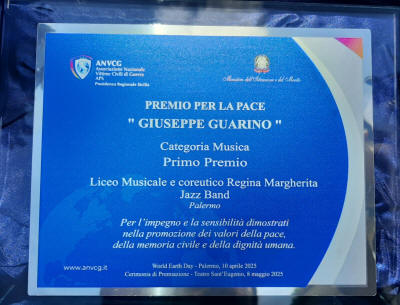 ANVCG
Associazione Nazionale
Vittime Civili di Guerra
APS
Presidenza Regionale Sicilia
Ministero dell'Istruzione e del Merito
PREMIO PER LA PACE
" GIUSEPPE GUARINO "
Categoria Musica
Primo Premio
Liceo Musicale e coreutico Regina Margherita
Jazz Band
Palermo
Per l'impegno e la sensibilità dimostrati
nella promozione dei valori della pace,
della memoria civile e della dignità umana.
www.anvcg.it
World Earth Day - Palermo, 10 aprile 2025
Cerimonia di Premiazione - Teatro Sant'Eugenio, 8 maggio 2025